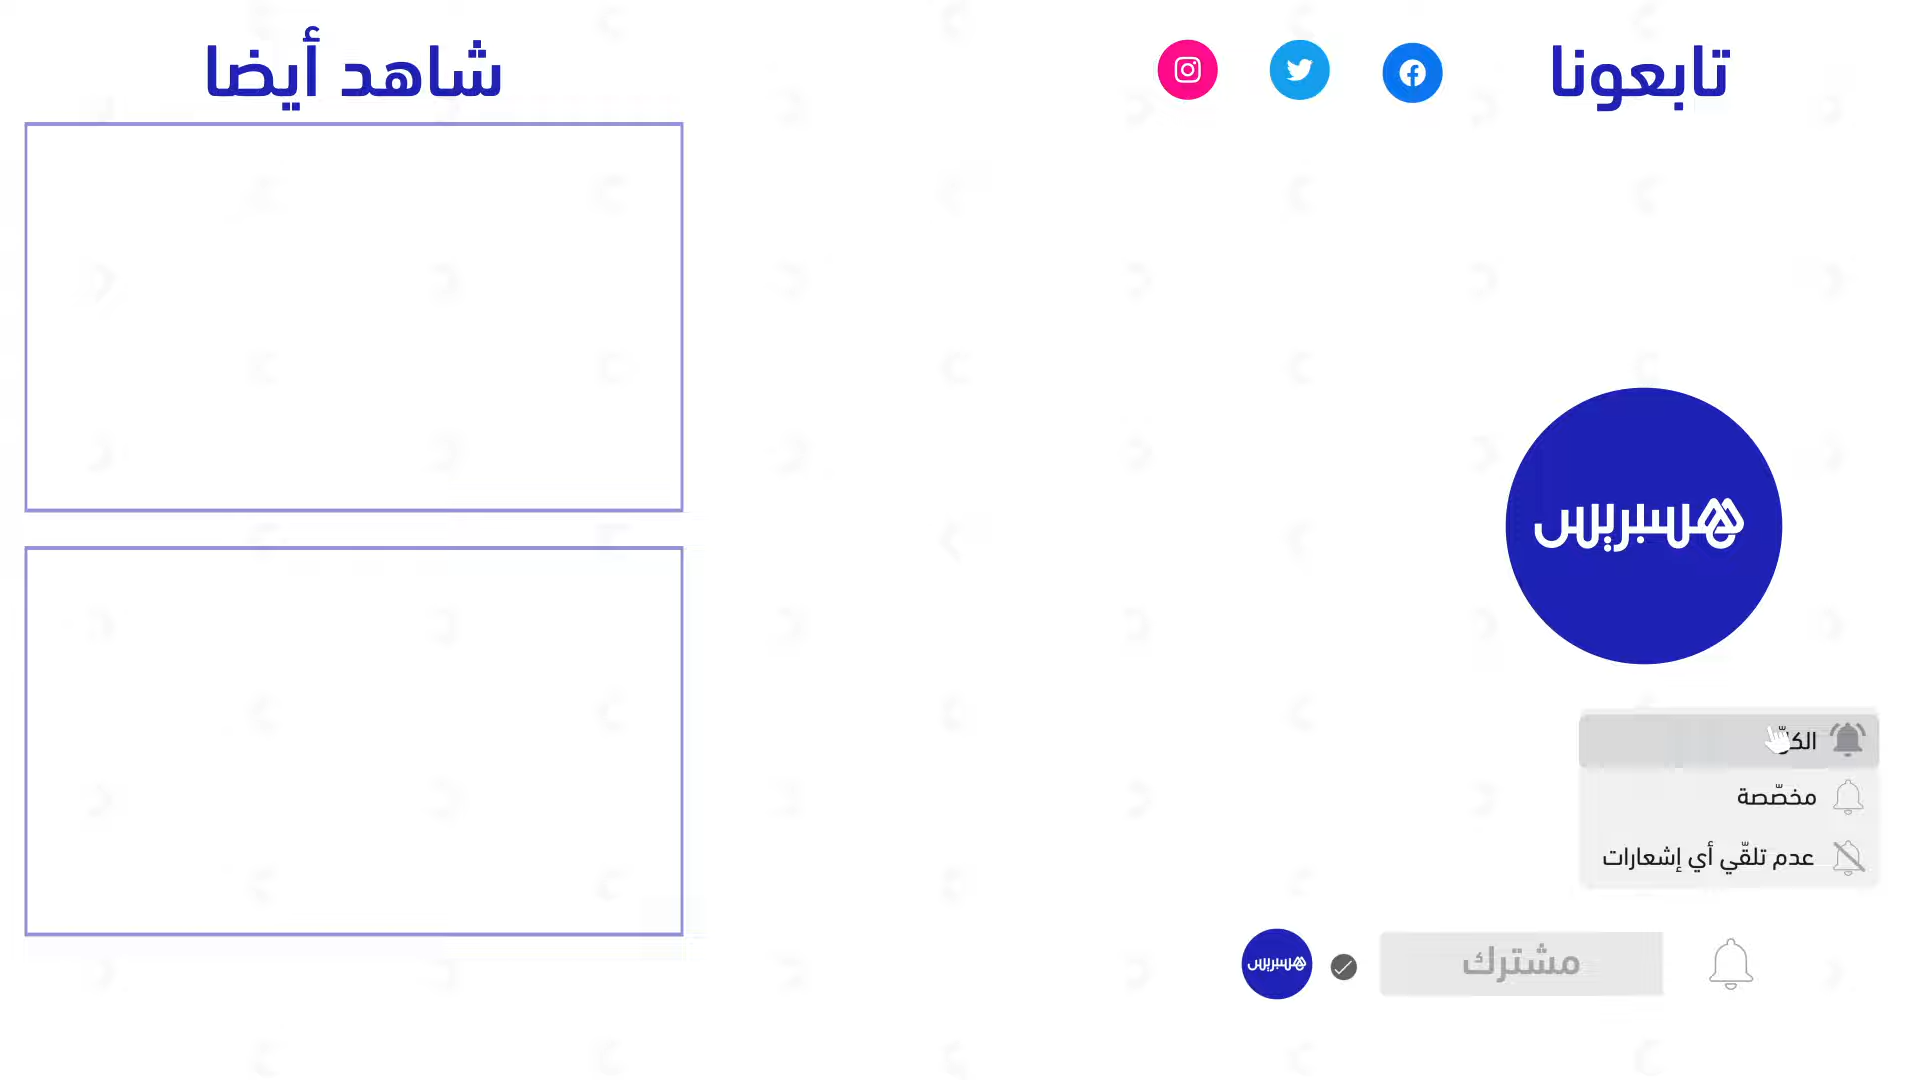 تابعونا
شاهد أيضا
هسبريس
الكلّ
مخصّصة
عدم تلقّي أي إشعارات
مشترك
هسبريس